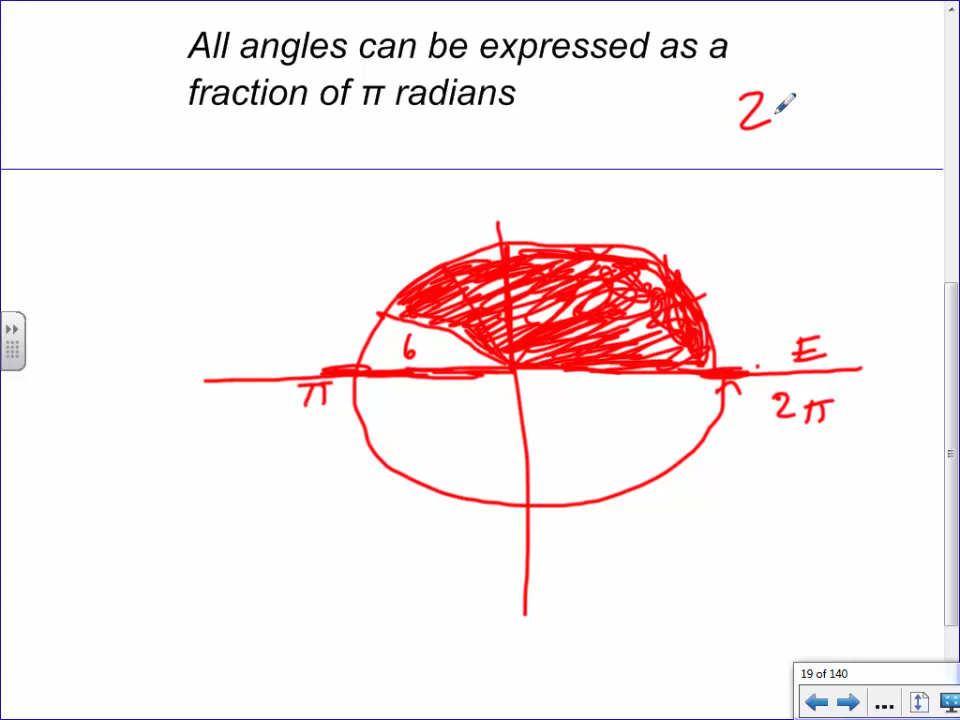 All angles can be expressed as a
fraction of π radians
2
6
E
π
2π
19 of 140
...